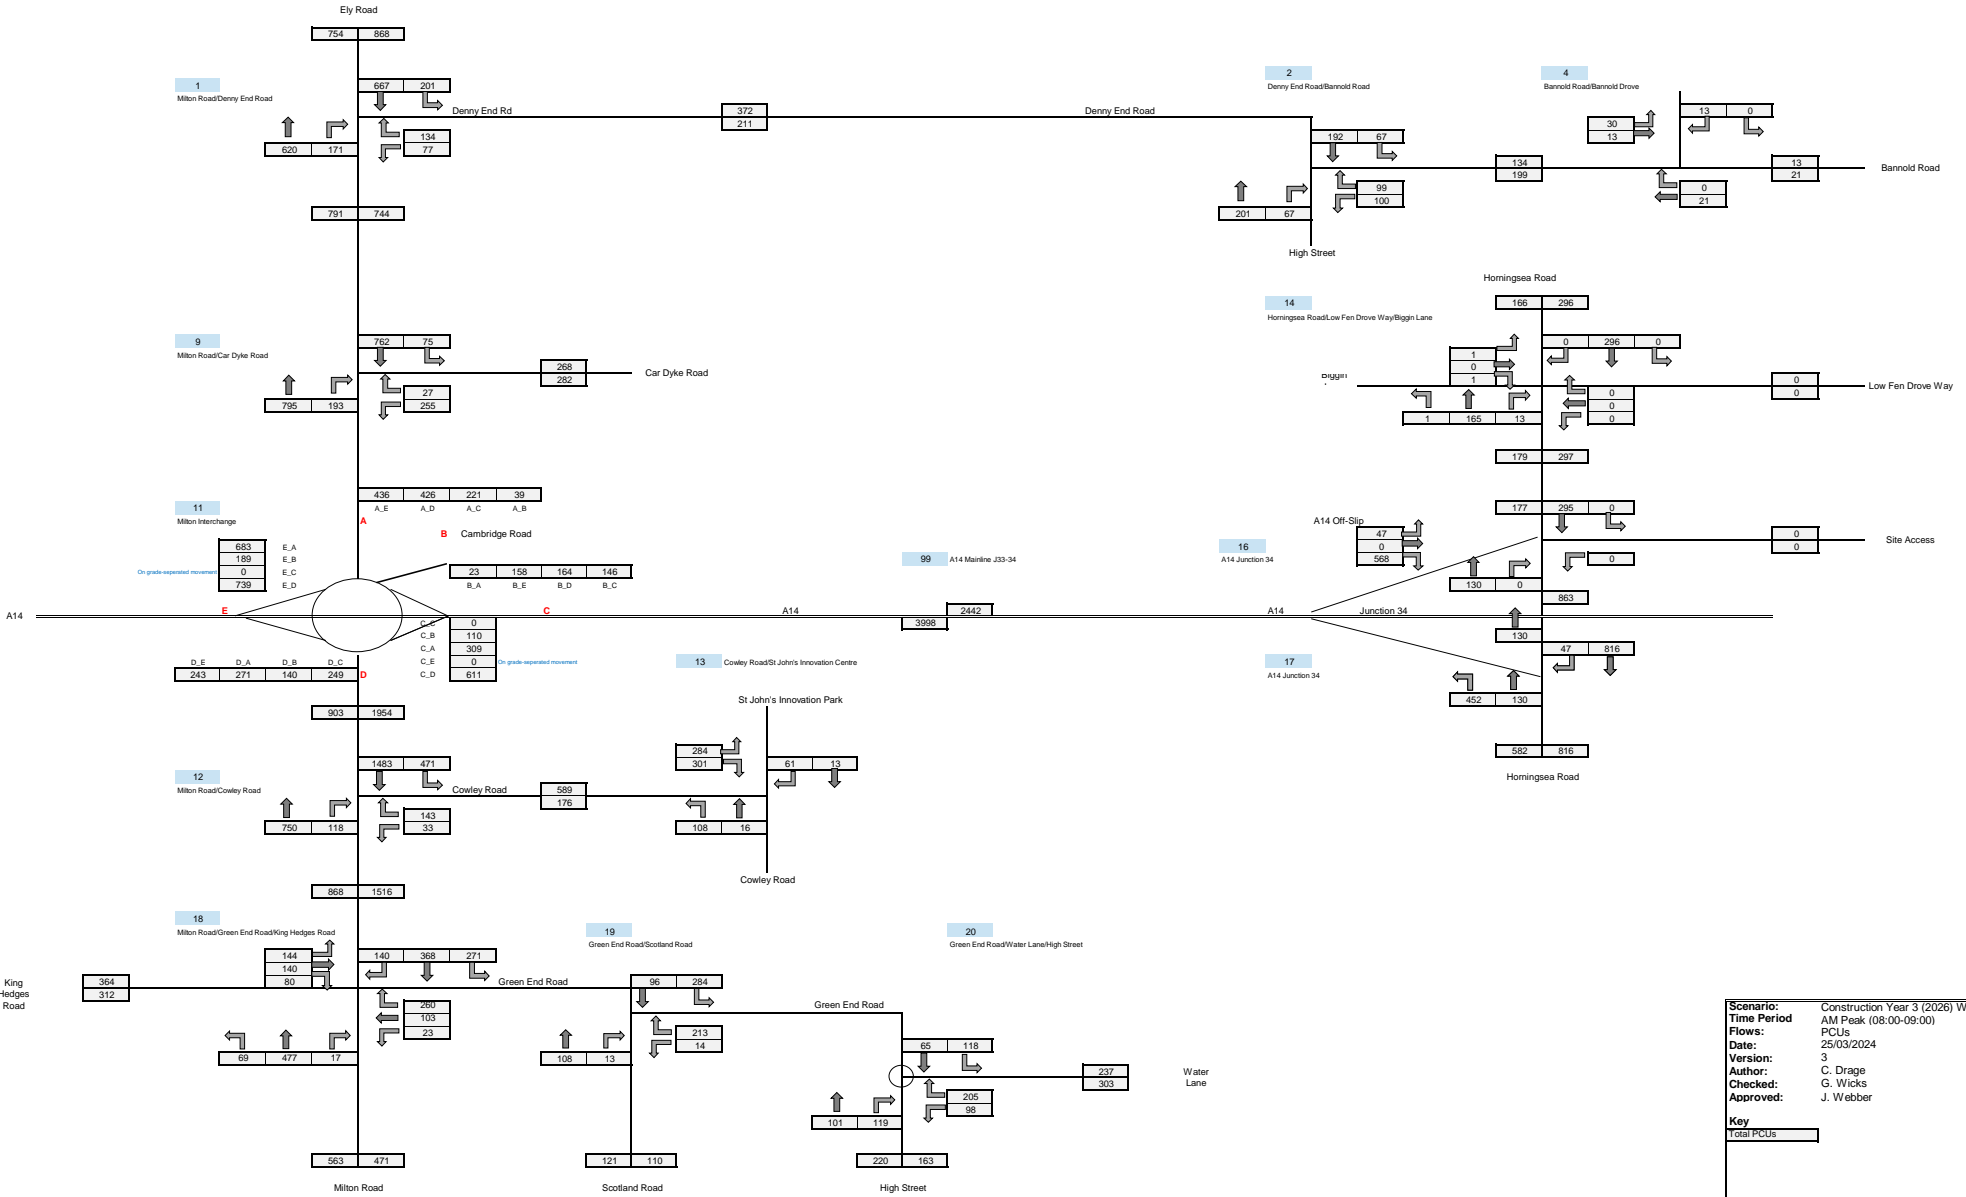 Ely Road
754 868
1
Milton Road/Denny End Road
667 201
Denny End Rd
372
211
Denny End Road
620 171
134
77
791 744
2
Denny End Road/Bannold Road
192 67
99
100
201 67
High Street
134
199
4
Bannold Road/Bannold Drove
30
13
13 0
0
21
13
21
Bannold Road
9
Milton Road/Car Dyke Road
762 75
268
282
Car Dyke Road
795 193
27
255
Horningsea Road
166 296
14
Horningsea Road/Low Fen Drove Way/Biggin Lane
1
0
1
0 296 0
0
0
0
1 165 13
0
0
Low Fen Drove Way
179 297
11
Milton Interchange
436 426 221 39
A_E A_D A_C A_B
A
B Cambridge Road
683 E_A
189 E_B
On grade-seperated movement 0 E_C
739 E_D
23 158 164 146
B_A B_E B_D B_C
99 A14 Mainline J33-34
2442
3998
A14
E
C
A14
A14
Junction 34
C_C 0
C_B 110
C_A 309
C_E 0 On grade-seperated movement
C_D 611
D_E D_A D_B D_C
243 271 140 249 D
903 1954
16
A14 Junction 34
A14 Off-Slip
47
0
568
177 295 0
0
0
Site Access
0
130 0
863
130
17
A14 Junction 34
47 816
452 130
582 816
Horningsea Road
13 Cowley Road/St John's Innovation Centre
St John's Innovation Park
284
301
61 13
108 16
Cowley Road
12
Milton Road/Cowley Road
1483 471
Cowley Road
589
176
750 118
143
33
868 1516
18
Milton Road/Green End Road/King Hedges Road
144
140
80
140 368 271
King
Hedges
Road
364
312
Green End Road
260
103
23
69 477 17
563 471
Milton Road
19
Green End Road/Scotland Road
96 284
213
14
108 13
121 110
Scotland Road
20
Green End Road/Water Lane/High Street
Green End Road
65 118
237
303
Water
Lane
205
98
101 119
220 163
High Street
Scenario: Construction Year 3 (2026) W
Time Period AM Peak (08:00-09:00)
Flows: PCUs
Date: 25/03/2024
Version: 3
Author: C. Drage
Checked: G. Wicks
Approved: J. Webber
Key
Total PCUs